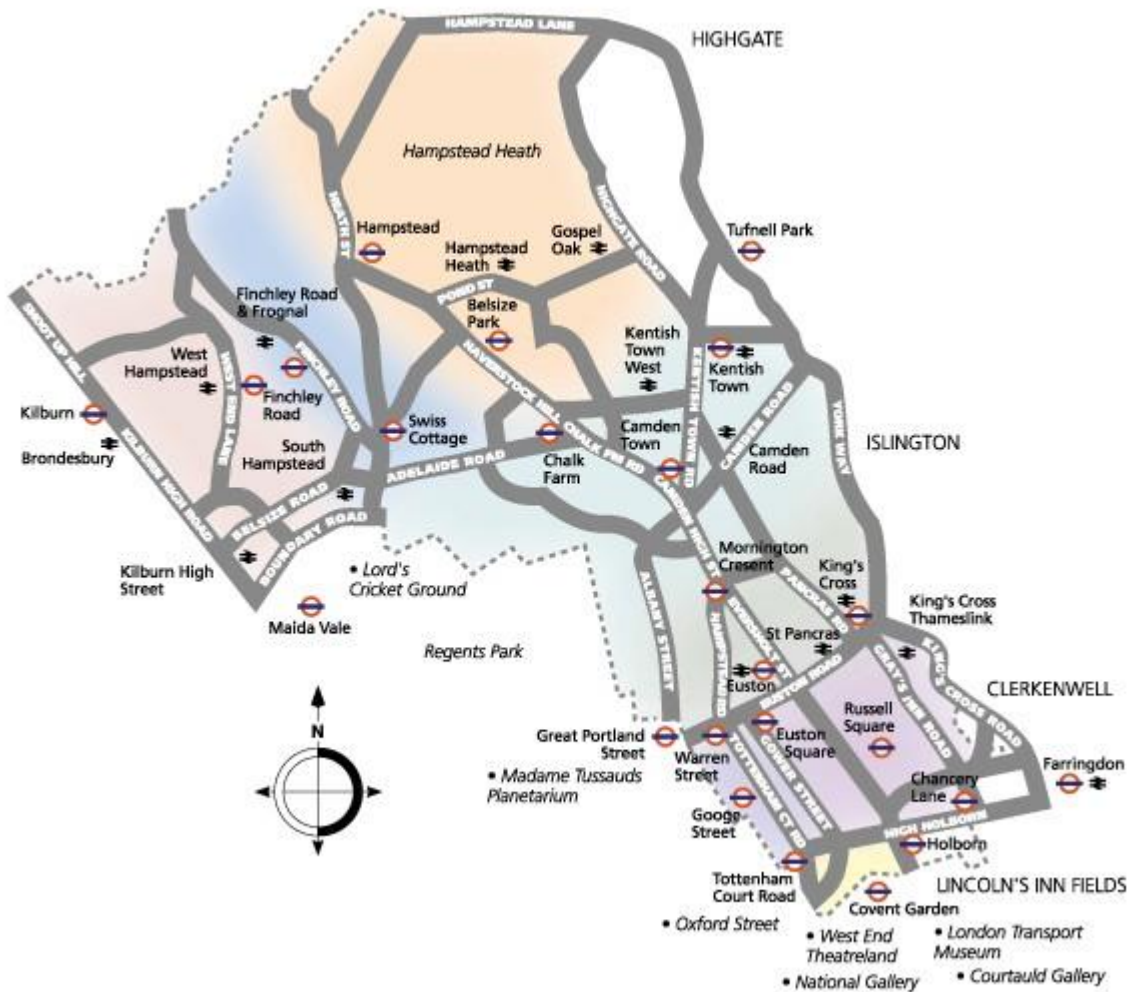 HAMPSTEAD LANE
HIGHGATE
Hampstead Heath
HEATH ST
HIGHGATE ROAD
Hampstead
Hampstead
Heath
Gospel
Oak
Tufnell Park
POND ST
Finchley Road
& Frognal
Belsize
Park
SHOOT UP HILL
West
Hampstead
WEST END LANE
FINCHLEY ROAD
HAVERSTOCK HILL
Kentish
Town
West
KENTISH TOWN RD
Kentish
Town
Kilburn
Finchley
Road
Swiss
Cottage
CHALK FM RD
Camden
Town
CAMDEN ROAD
YORK WAY
ISLINGTON
Brondesbury
KILBURN HIGH ROAD
South
Hampstead
ADELAIDE ROAD
Chalk
Farm
Camden
Road
BELSIZE ROAD
BOUNDARY ROAD
CAMDEN HIGH ST
Kilburn High
Street
• Lord's
Cricket Ground
Maida Vale
Regents Park
ALBANY STREET
Mornington
Cresent
HAMPSTEAD RD
EVERSHOLT ST
PANCRAS RD
King's
Cross
King's Cross
Thameslink
St Pancras
Euston
EUSTON ROAD
GRAY'S INN ROAD
KING'S CROSS ROAD
CLERKENWELL
N
Great Portland
Street
Warren
Street
Euston
Square
Russell
Square
• Madame Tussauds
Planetarium
TOTTENHAM CT RD
GOWER STREET
Googe
Street
Chancery
Lane
Farringdon
HIGH HOLBORN
Holborn
Tottenham
Court Road
LINCOLN'S INN FIELDS
Covent Garden
• Oxford Street
• West End
Theatreland
• London Transport
Museum
• National Gallery
• Courtauld Gallery